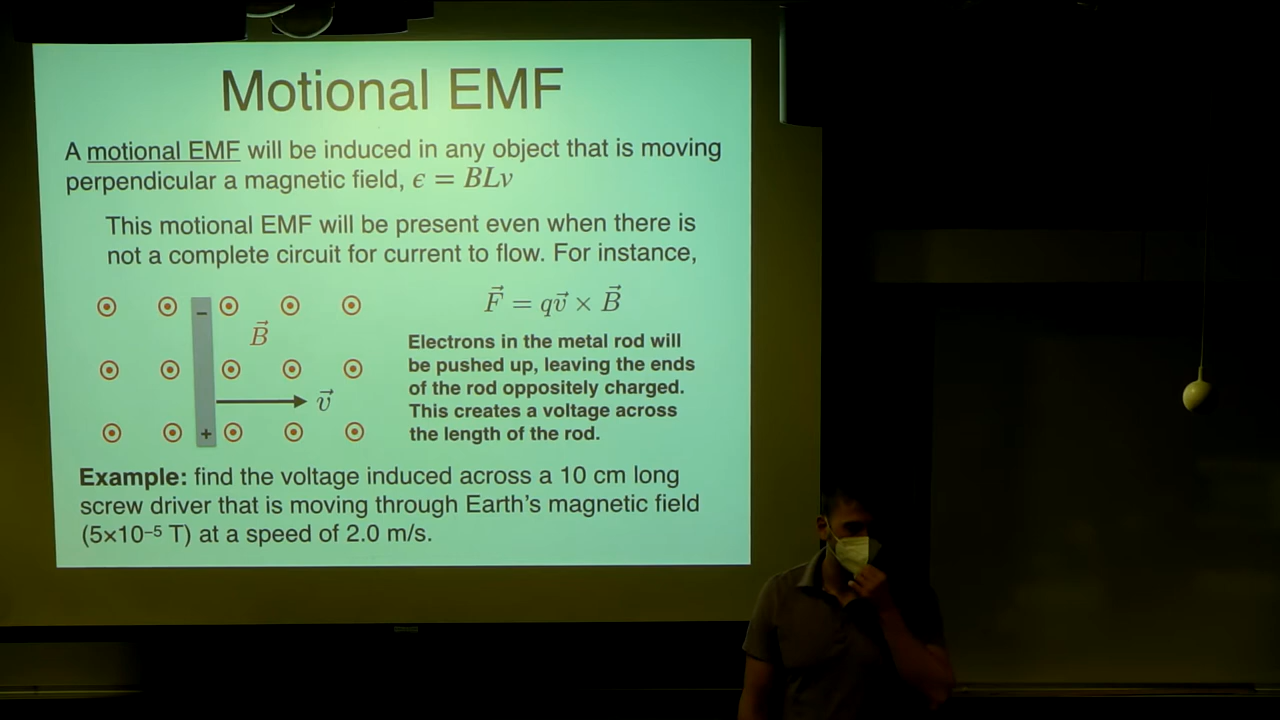 Motional EMF
A motional EMF will be induced in any object that is moving
perpendicular a magnetic field, ϵ = BLv
This motional EMF will be present even when there is
not a complete circuit for current to flow. For instance,
F⃗ = qv⃗ × B⃗
−
B⃗
Electrons in the metal rod will
be pushed up, leaving the ends
of the rod oppositely charged.
This creates a voltage across
the length of the rod.
v⃗
+
Example: find the voltage induced across a 10 cm long
screw driver that is moving through Earth's magnetic field
(5×10⁻⁵ T) at a speed of 2.0 m/s.